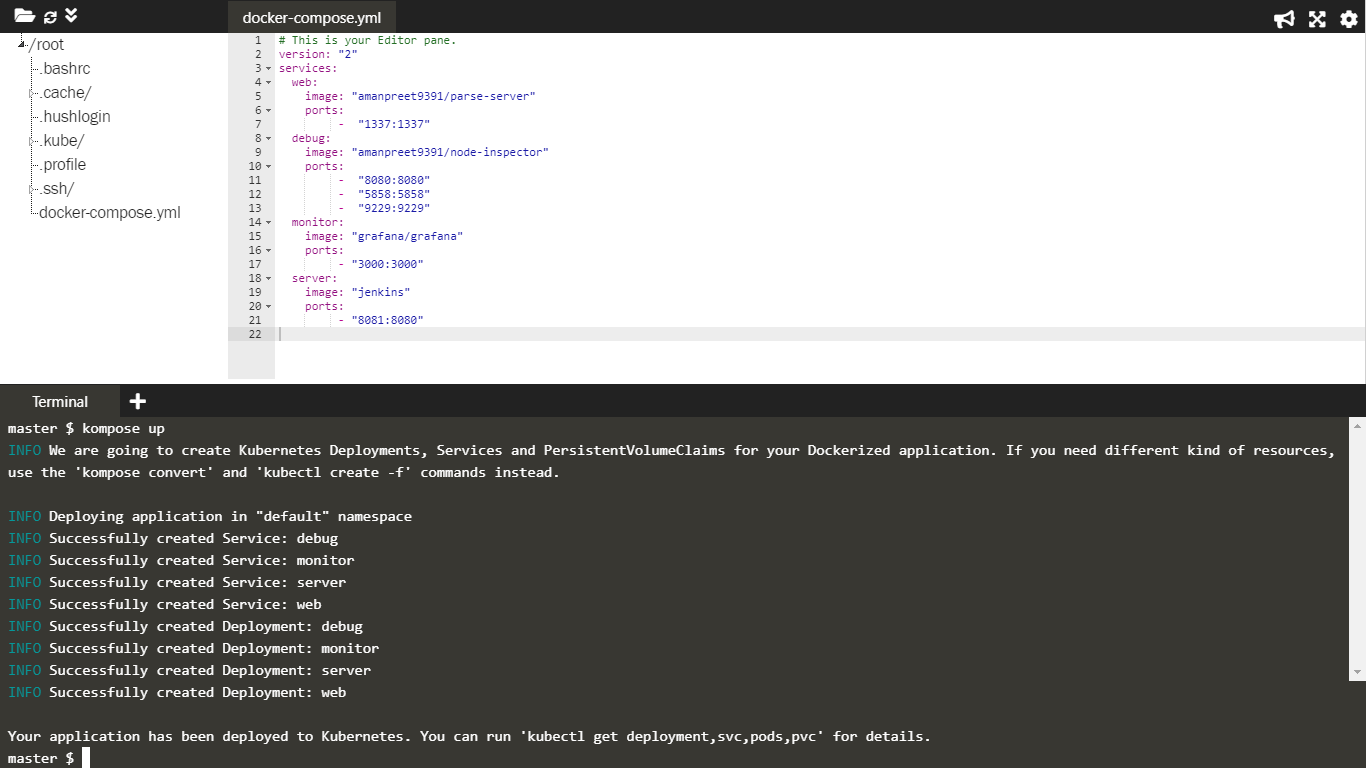 docker-compose.yml
/root
.bashrc
.cache/
.hushlogin
.kube/
.profile
.ssh/
docker-compose.yml
1 # This is your Editor pane.
2 version: "2"
3 services:
4   web:
5     image: "amanpreet9391/parse-server"
6     ports:
7          -  "1337:1337"
8   debug:
9     image: "amanpreet9391/node-inspector"
10     ports:
11          -  "8080:8080"
12          -  "5858:5858"
13          -  "9229:9229"
14   monitor:
15     image: "grafana/grafana"
16     ports:
17          - "3000:3000"
18   server:
19     image: "jenkins"
20     ports:
21          - "8081:8080"
22
Terminal
master $ kompose up
INFO We are going to create Kubernetes Deployments, Services and PersistentVolumeClaims for your Dockerized application. If you need different kind of resources,
use the 'kompose convert' and 'kubectl create -f' commands instead.
INFO Deploying application in "default" namespace
INFO Successfully created Service: debug
INFO Successfully created Service: monitor
INFO Successfully created Service: server
INFO Successfully created Service: web
INFO Successfully created Deployment: debug
INFO Successfully created Deployment: monitor
INFO Successfully created Deployment: server
INFO Successfully created Deployment: web
Your application has been deployed to Kubernetes. You can run 'kubectl get deployment,svc,pods,pvc' for details.
master $